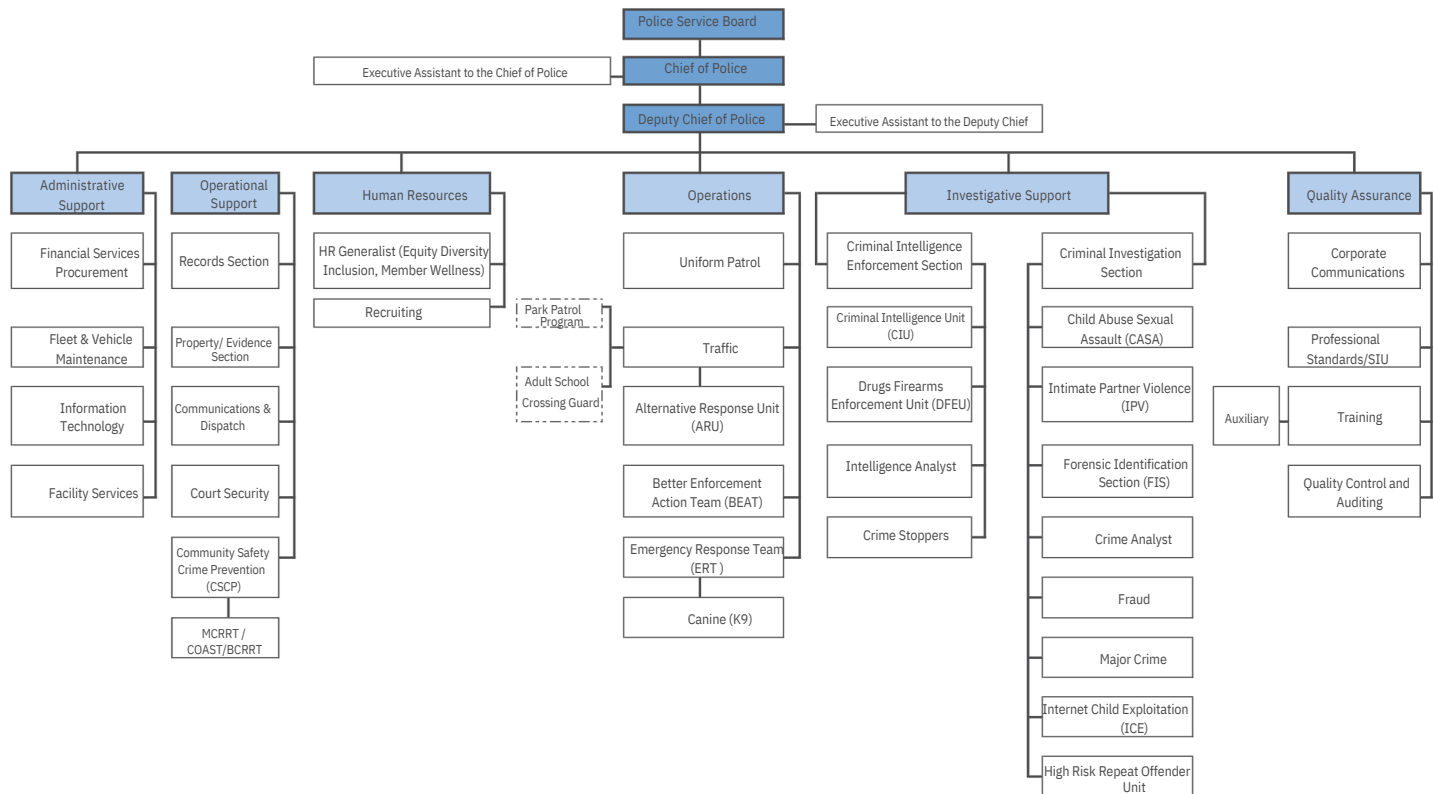 Police Service Board
Executive Assistant to the Chief of Police
Chief of Police
Deputy Chief of Police
Executive Assistant to the Deputy Chief
Administrative
Support
Operational
Support
Human Resources
Operations
Investigative Support
Quality Assurance
Financial Services
Procurement
Fleet & Vehicle
Maintenance
Information
Technology
Facility Services
Records Section
Property/ Evidence
Section
Communications &
Dispatch
Court Security
Community Safety
Crime Prevention
(CSCP)
MCRRT /
COAST/BCRRT
HR Generalist (Equity Diversity
Inclusion, Member Wellness)
Recruiting
Uniform Patrol
Park Patrol
Program
Traffic
Adult School
Crossing Guard
Alternative Response Unit
(ARU)
Better Enforcement
Action Team (BEAT)
Emergency Response Team
(ERT )
Canine (K9)
Criminal Intelligence
Enforcement Section
Criminal Intelligence Unit
(CIU)
Drugs Firearms
Enforcement Unit (DFEU)
Intelligence Analyst
Crime Stoppers
Criminal Investigation
Section
Child Abuse Sexual
Assault (CASA)
Intimate Partner Violence
(IPV)
Forensic Identification
Section (FIS)
Crime Analyst
Fraud
Major Crime
Internet Child Exploitation
(ICE)
High Risk Repeat Offender
Unit
Corporate
Communications
Professional
Standards/SIU
Auxiliary
Training
Quality Control and
Auditing